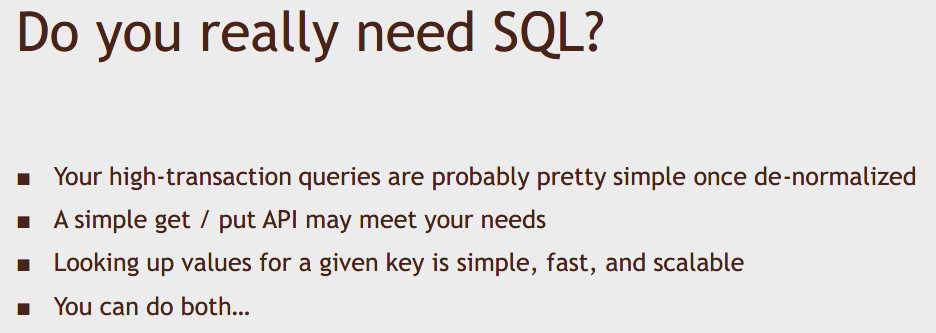 Do you really need SQL?
▪ Your high-transaction queries are probably pretty simple once de-normalized
▪ A simple get / put API may meet your needs
▪ Looking up values for a given key is simple, fast, and scalable
▪ You can do both…